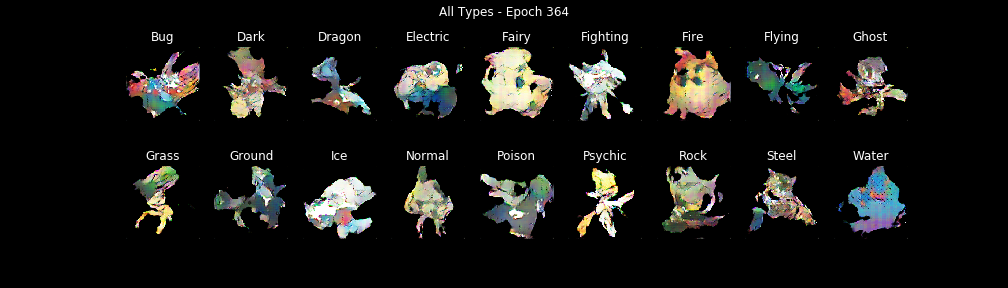 All Types - Epoch 364
Bug Dark Dragon Electric Fairy Fighting Fire Flying Ghost
Grass Ground Ice Normal Poison Psychic Rock Steel Water